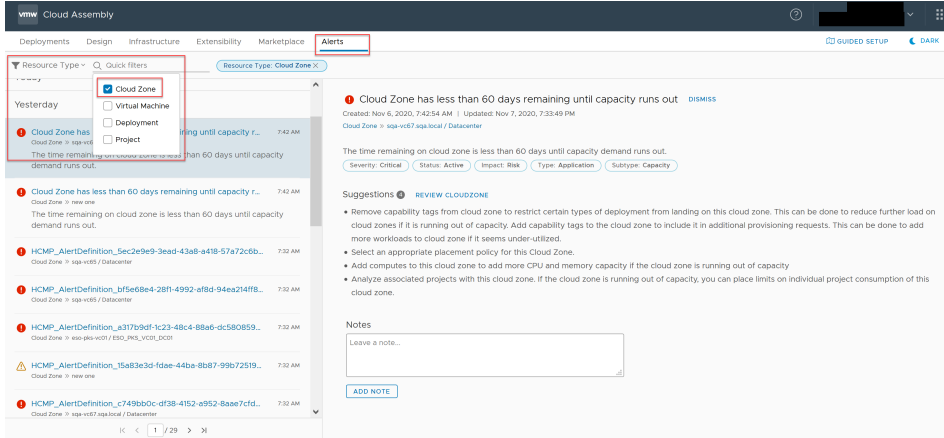 vmw Cloud Assembly
Deployments Design Infrastructure Extensibility Marketplace Alerts
GUIDED SETUP DARK
Resource Type Quick filters
Resource Type: Cloud Zone ×
Cloud Zone
Virtual Machine
Deployment
Project
Today
Yesterday
Cloud Zone has ining until capacity r... 7:42 AM
Cloud Zone » sqa-vc6
The time remaining on cloud zone is less than 60 days until capacity
demand runs out.
Cloud Zone has less than 60 days remaining until capacity r... 7:42 AM
Cloud Zone » new one
The time remaining on cloud zone is less than 60 days until capacity
demand runs out.
HCMP_AlertDefinition_5ec2e9e9-3ead-43a8-a418-57a72c6b... 7:32 AM
Cloud Zone » sqa-vc65 / Datacenter
HCMP_AlertDefinition_bf5e68e4-28f1-4992-af8d-94ea214ff8... 7:32 AM
Cloud Zone » sqa-vc65 / Datacenter
HCMP_AlertDefinition_a317b9df-1c23-48c4-88a6-dc580859... 7:32 AM
Cloud Zone » eso-pks-vc01 / ESO_PKS_VC01_DC01
HCMP_AlertDefinition_15a83e3d-fdae-44ba-8b87-99b72519... 7:32 AM
Cloud Zone » new one
HCMP_AlertDefinition_c749bb0c-df38-4152-a952-8aae7cfd... 7:32 AM
Cloud Zone » sqa-vc67.sqa.local / Datacenter
1 / 29
Cloud Zone has less than 60 days remaining until capacity runs out DISMISS
Created: Nov 6, 2020, 7:42:54 AM | Updated: Nov 7, 2020, 7:33:49 PM
Cloud Zone » sqa-vc67.sqa.local / Datacenter
The time remaining on cloud zone is less than 60 days until capacity demand runs out.
Severity: Critical Status: Active Impact: Risk Type: Application Subtype: Capacity
Suggestions 4 REVIEW CLOUDZONE
• Remove capability tags from cloud zone to restrict certain types of deployment from landing on this cloud zone. This can be done to reduce further load on
cloud zones if it is running out of capacity. Add capability tags to the cloud zone to include it in additional provisioning requests. This can be done to add
more workloads to cloud zone if it seems under-utilized.
• Select an appropriate placement policy for this Cloud Zone.
• Add computes to this cloud zone to add more CPU and memory capacity if the cloud zone is running out of capacity
• Analyze associated projects with this cloud zone. If the cloud zone is running out of capacity, you can place limits on individual project consumption of this
cloud zone.
Notes
Leave a note...
ADD NOTE